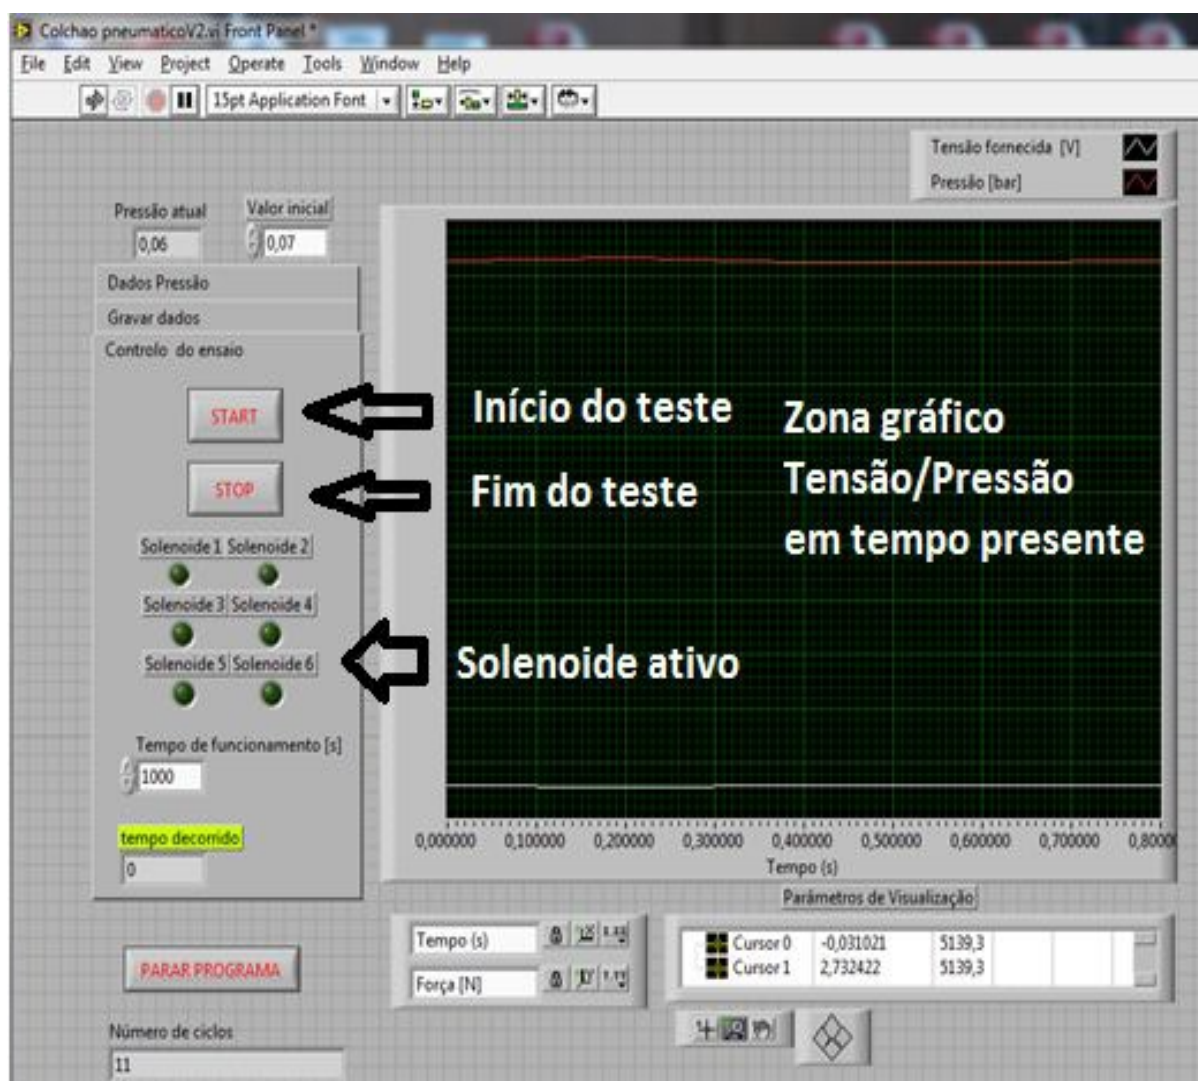 Colchao pneumaticoV2.vi Front Panel *
File Edit View Project Operate Tools Window Help
15pt Application Font
Tensão fornecida [V]
Pressão [bar]
Pressão atual
Valor inicial
0,06
0,07
Dados Pressão
Gravar dados
Controlo do ensaio
START
Início do teste
STOP
Fim do teste
Zona gráfico
Tensão/Pressão
em tempo presente
Solenoide 1 Solenoide 2
Solenoide 3 Solenoide 4
Solenoide 5 Solenoide 6
Solenoide ativo
Tempo de funcionamento [s]
1000
tempo decorrido
0
0,000000 0,100000 0,200000 0,300000 0,400000 0,500000 0,600000 0,700000 0,8000
Tempo (s)
Parâmetros de Visualização
Tempo (s)
Força [N]
Cursor 0 -0,031021 5139,3
Cursor 1 2,732422 5139,3
PARAR PROGRAMA
Número de ciclos
11